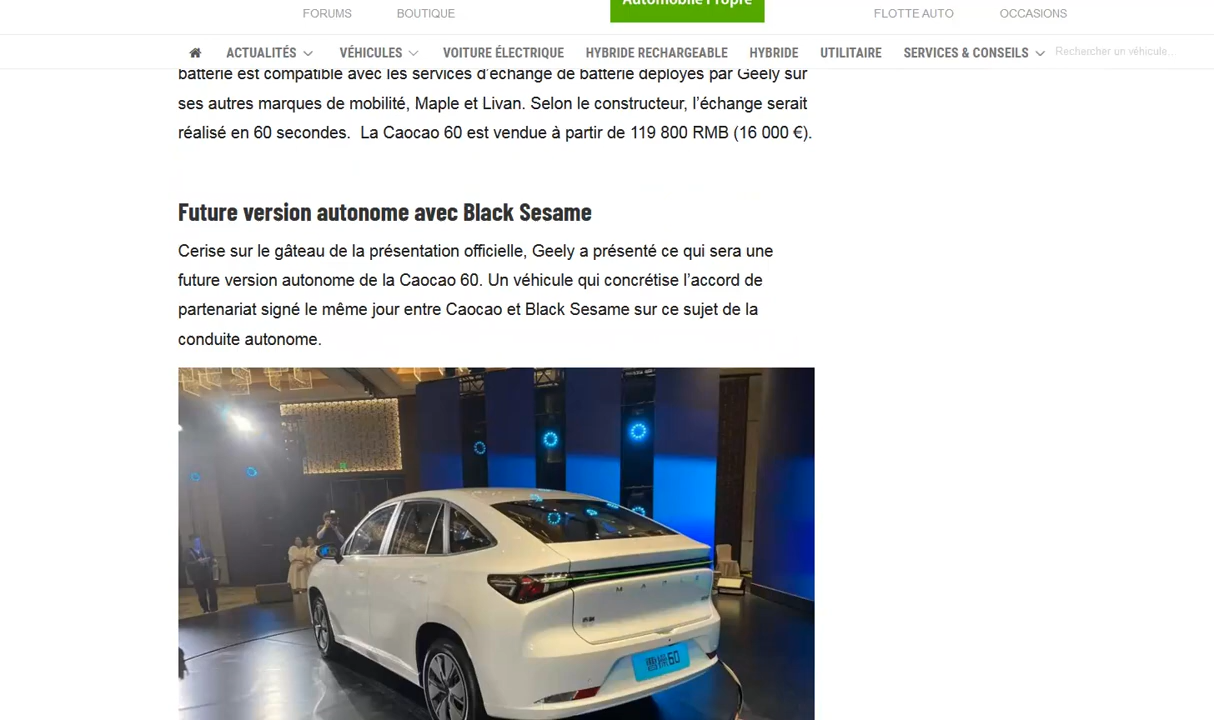 FORUMS
BOUTIQUE
Automobile Propre
FLOTTE AUTO
OCCASIONS
ACTUALITÉS
VÉHICULES
VOITURE ÉLECTRIQUE
HYBRIDE RECHARGEABLE
HYBRIDE
UTILITAIRE
SERVICES & CONSEILS
Rechercher un véhicule...
batterie est compatible avec les services d'échange de batterie déployés par Geely sur
ses autres marques de mobilité, Maple et Livan. Selon le constructeur, l'échange serait
réalisé en 60 secondes.  La Caocao 60 est vendue à partir de 119 800 RMB (16 000 €).
Future version autonome avec Black Sesame
Cerise sur le gâteau de la présentation officielle, Geely a présenté ce qui sera une
future version autonome de la Caocao 60. Un véhicule qui concrétise l'accord de
partenariat signé le même jour entre Caocao et Black Sesame sur ce sujet de la
conduite autonome.
曹操60